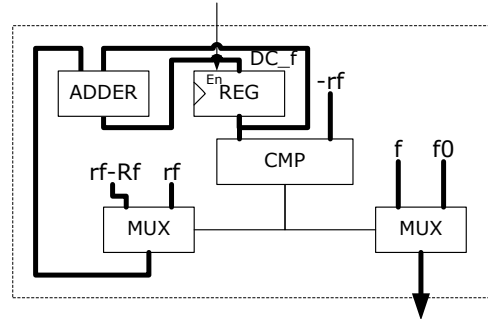 DC_f
En
ADDER
REG
-rf
CMP
rf-Rf
rf
f
f0
MUX
MUX